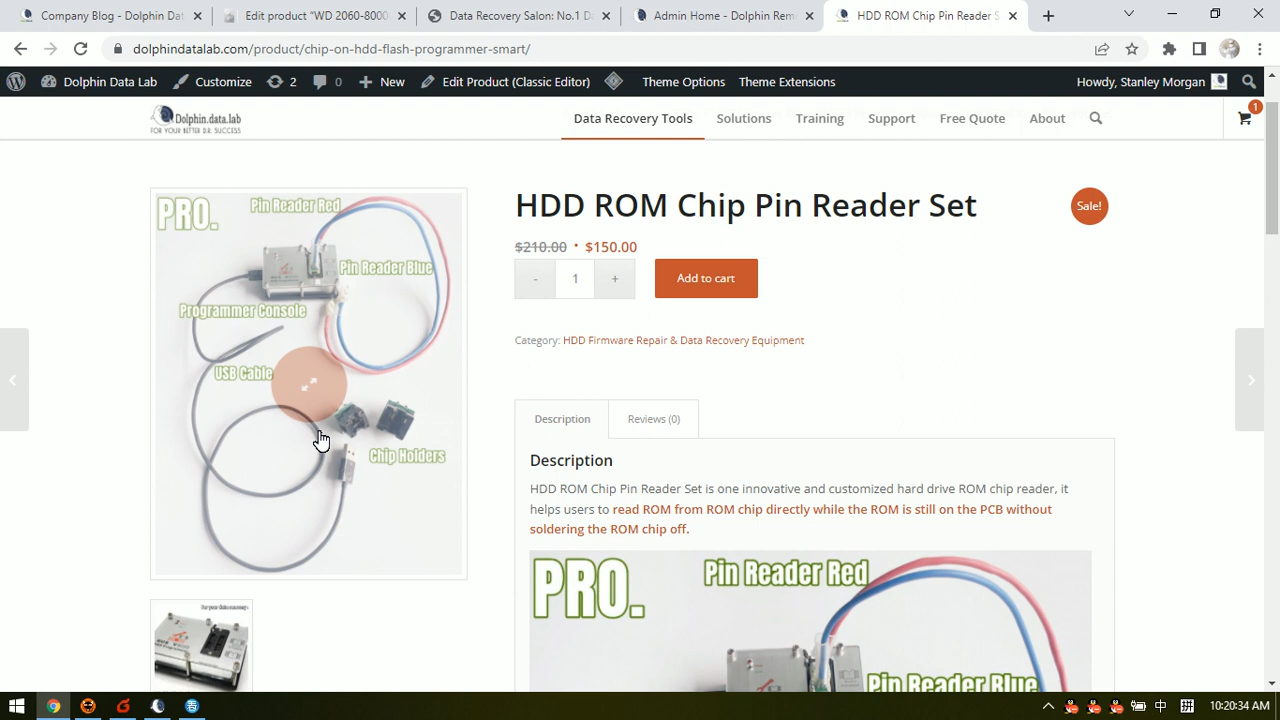 Company Blog - Dolphin Dat
Edit product "WD 2060-8000
Data Recovery Salon: No.1 D
Admin Home - Dolphin Rem
HDD ROM Chip Pin Reader S
dolphindatalab.com/product/chip-on-hdd-flash-programmer-smart/
Dolphin Data Lab
Customize
2
0
New
Edit Product (Classic Editor)
Theme Options
Theme Extensions
Howdy, Stanley Morgan
Dolphin.data.lab
FOR YOUR BETTER D.R. SUCCESS
Data Recovery Tools
Solutions
Training
Support
Free Quote
About
1
PRO.
Pin Reader Red
Pin Reader Blue
Programmer Console
USB Cable
Chip Holders
HDD ROM Chip Pin Reader Set
Sale!
$210.00 • $150.00
- 1 +
Add to cart
Category: HDD Firmware Repair & Data Recovery Equipment
Description
Reviews (0)
Description
HDD ROM Chip Pin Reader Set is one innovative and customized hard drive ROM chip reader, it
helps users to read ROM from ROM chip directly while the ROM is still on the PCB without
soldering the ROM chip off.
PRO.
Pin Reader Red
Pin Reader Blue
中
拼
10:20:34 AM